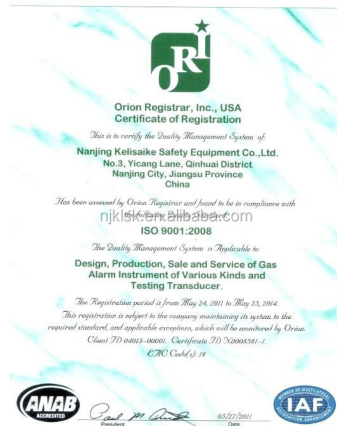 ORI
Orion Registrar, Inc., USA
Certificate of Registration
This is to certify the Quality Management System of:
Nanjing Kelisaike Safety Equipment Co.,Ltd.
No.3, Yicang Lane, Qinhuai District
Nanjing City, Jiangsu Province
China
Has been assessed by Orion Registrar and found to be in compliance with
the following Quality Standard:
njklsk.en.alibaba.com
ISO 9001:2008
The Quality Management System is Applicable to:
Design, Production, Sale and Service of Gas
Alarm Instrument of Various Kinds and
Testing Transducer.
The Registration period is from May 24, 2011 to May 23, 2014.
This registration is subject to the company maintaining its system to the
required standard, and applicable exceptions, which will be monitored by Orion.
Client ID 04013-00001. Certificate ID
EAC Code(s): 19
ANAB
ACCREDITED
President
05/27/2011
Date
IAF